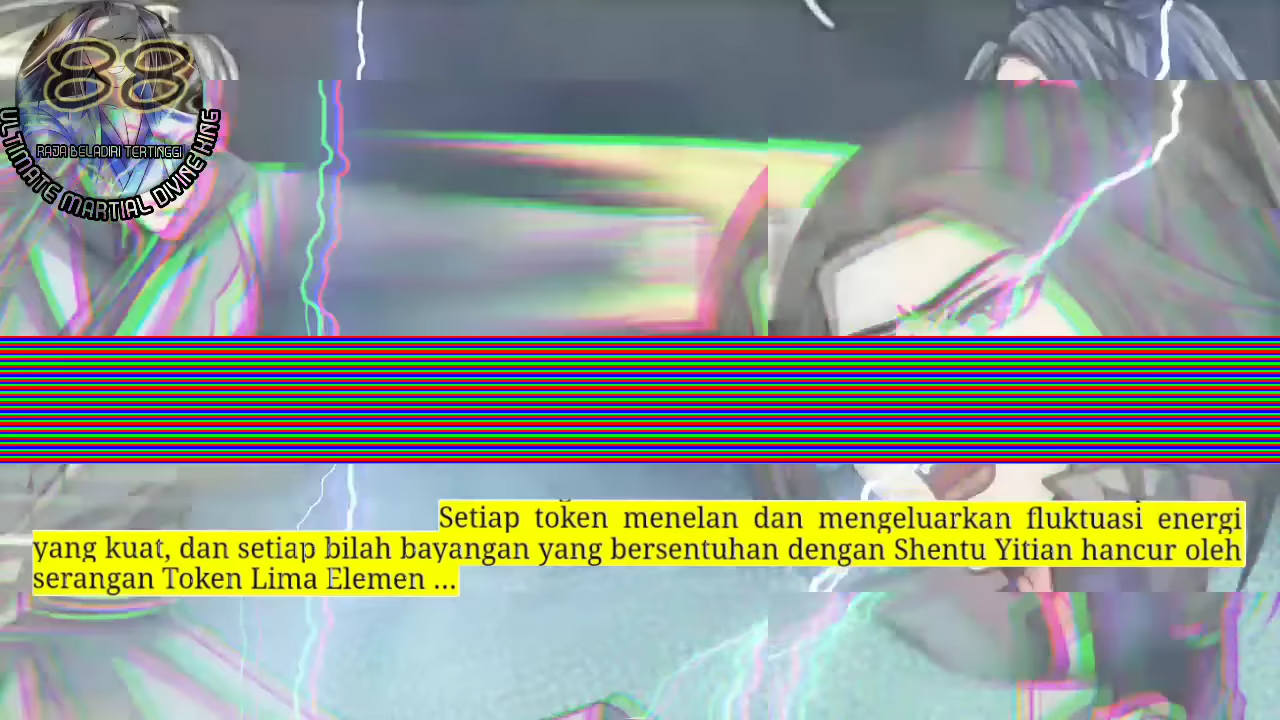 88
RAJA BELADIRI TERTINGGI
ULTIMATE MARTIAL DIVINE KING
Setiap token menelan dan mengeluarkan fluktuasi energi
yang kuat, dan setiap bilah bayangan yang bersentuhan dengan Shentu Yitian hancur oleh
serangan Token Lima Elemen ...